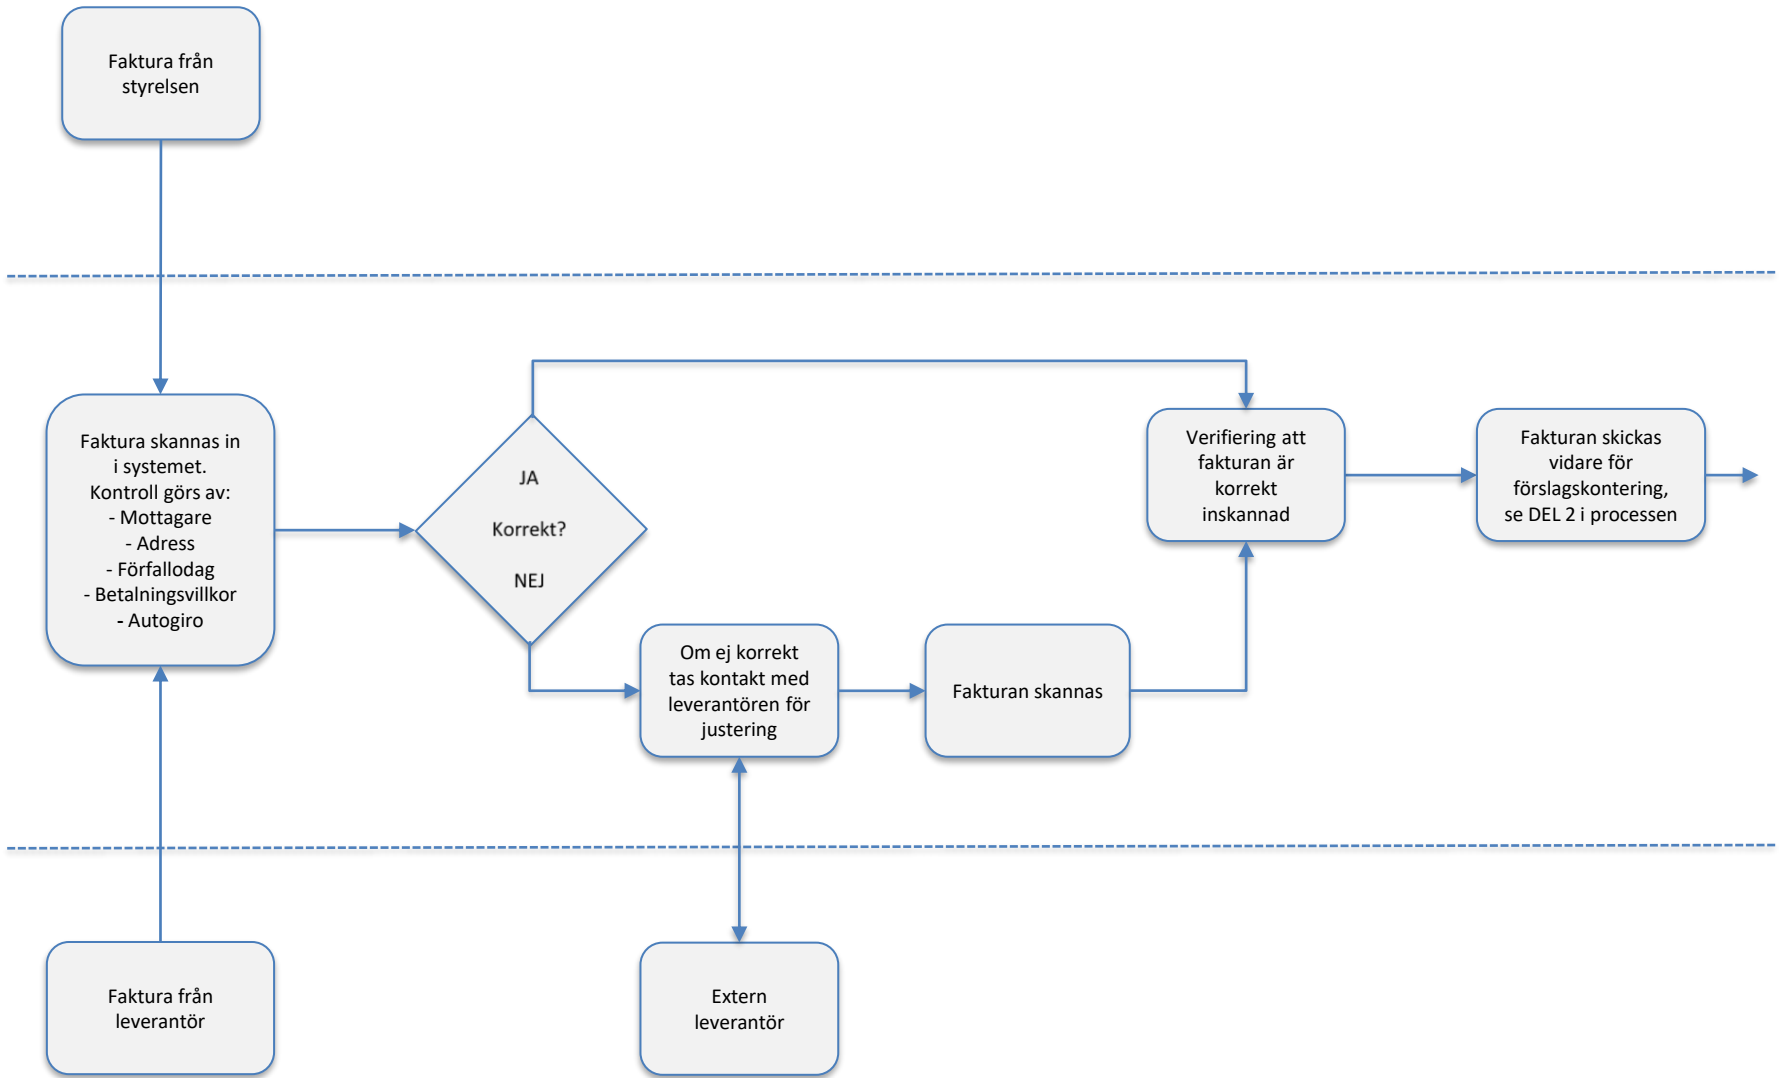 Faktura från
styrelsen
Faktura skannas in
i systemet.
Kontroll görs av:
- Mottagare
- Adress
- Förfallodag
- Betalningsvillkor
- Autogiro
JA
Korrekt?
NEJ
Verifiering att
fakturan är
korrekt
inskannad
Fakturan skickas
vidare för
förslagskontering,
se DEL 2 i processen
Om ej korrekt
tas kontakt med
leverantören för
justering
Fakturan skannas
Faktura från
leverantör
Extern
leverantör